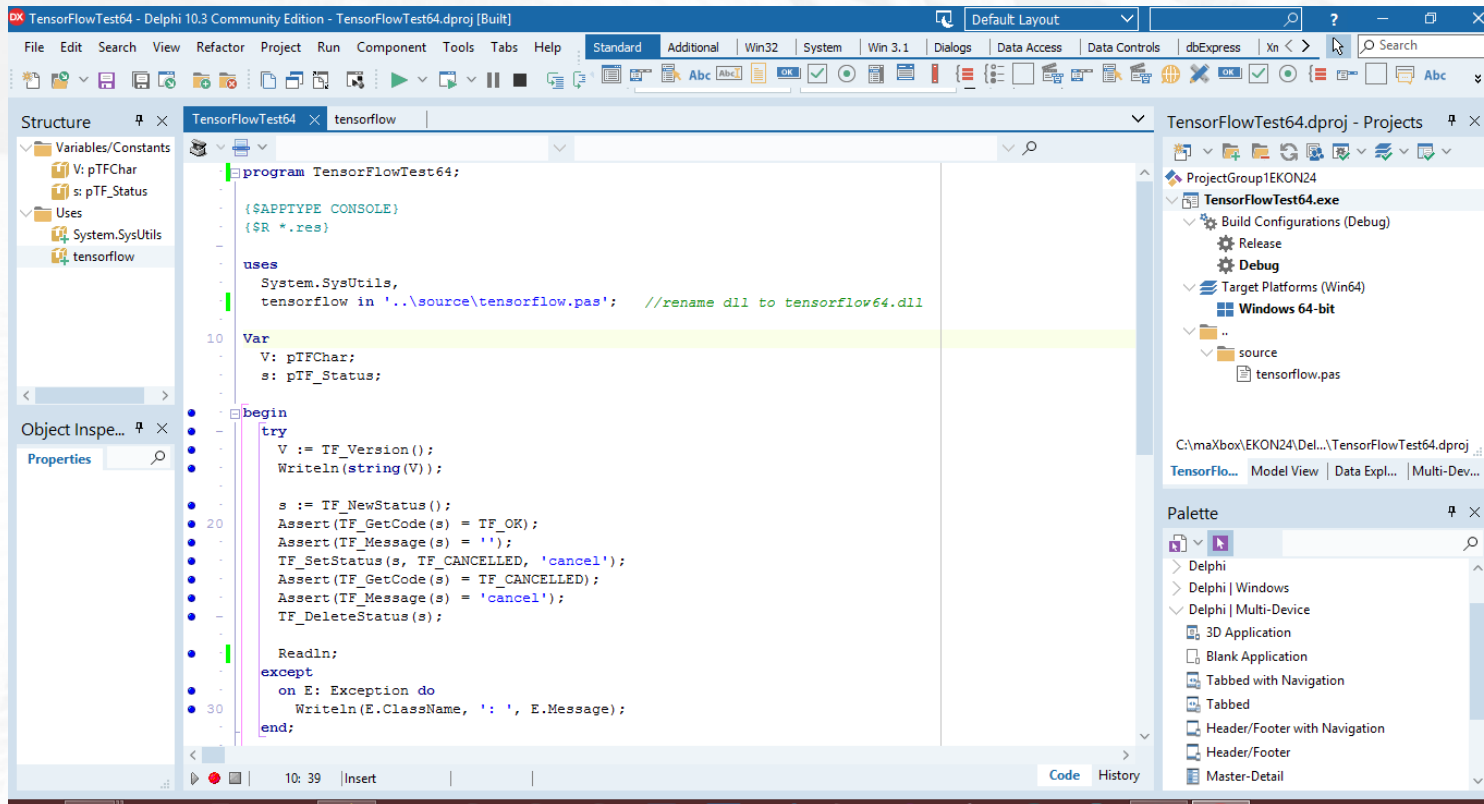 TensorFlowTest64 - Delphi 10.3 Community Edition - TensorFlowTest64.dproj [Built]
Default Layout
File Edit Search View Refactor Project Run Component Tools Tabs Help
Standard Additional Win32 System Win 3.1 Dialogs Data Access Data Controls dbExpress Xn
Search
Structure
Variables/Constants
V: pTFChar
s: pTF_Status
Uses
System.SysUtils
tensorflow
Object Inspe...
Properties
TensorFlowTest64 tensorflow
program TensorFlowTest64;
{$APPTYPE CONSOLE}
{$R *.res}
uses
System.SysUtils,
tensorflow in '..\source\tensorflow.pas'; //rename dll to tensorflow64.dll
10 Var
V: pTFChar;
s: pTF_Status;
begin
try
V := TF_Version();
Writeln(string(V));
s := TF_NewStatus();
20 Assert(TF_GetCode(s) = TF_OK);
Assert(TF_Message(s) = '');
TF_SetStatus(s, TF_CANCELLED, 'cancel');
Assert(TF_GetCode(s) = TF_CANCELLED);
Assert(TF_Message(s) = 'cancel');
TF_DeleteStatus(s);
Readln;
except
on E: Exception do
30 Writeln(E.ClassName, ': ', E.Message);
end;
10: 39 Insert
Code History
TensorFlowTest64.dproj - Projects
ProjectGroup1EKON24
TensorFlowTest64.exe
Build Configurations (Debug)
Release
Debug
Target Platforms (Win64)
Windows 64-bit
..
source
tensorflow.pas
C:\maXbox\EKON24\Del...\TensorFlowTest64.dproj
TensorFlo... Model View Data Expl... Multi-Dev...
Palette
Delphi
Delphi | Windows
Delphi | Multi-Device
3D Application
Blank Application
Tabbed with Navigation
Tabbed
Header/Footer with Navigation
Header/Footer
Master-Detail